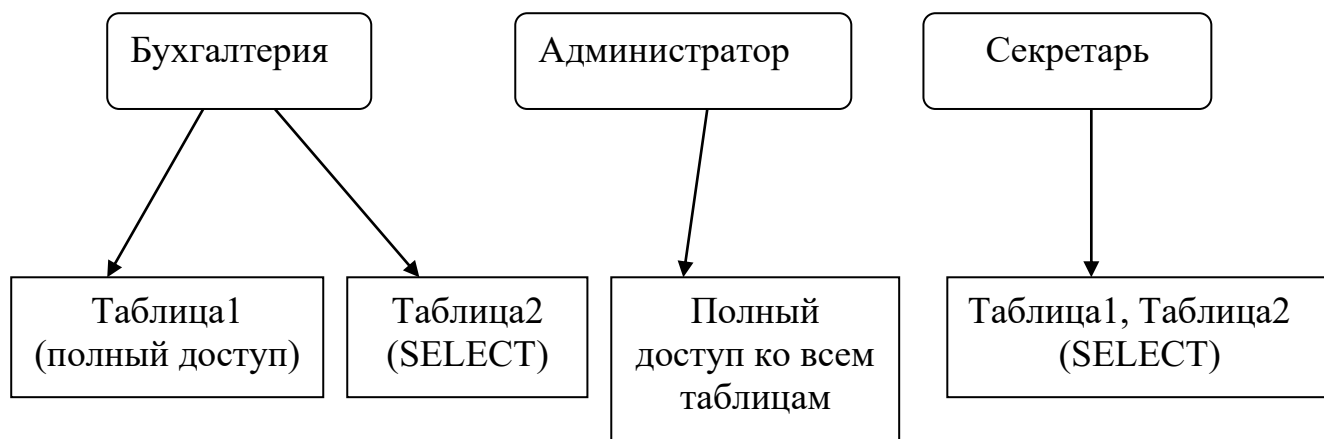 Бухгалтерия
Администратор
Секретарь
Таблица1
(полный доступ)
Таблица2
(SELECT)
Полный
доступ ко всем
таблицам
Таблица1, Таблица2
(SELECT)